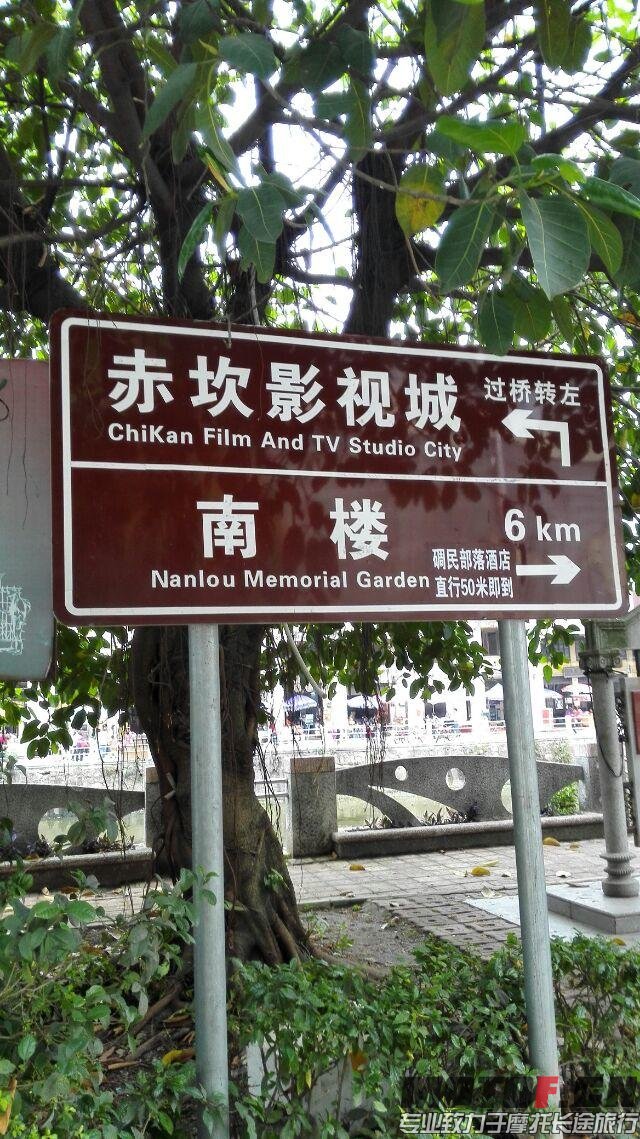 赤坎影视城
过桥转左
ChiKan Film And TV Studio City
南楼
6 km
Nanlou Memorial Garden
碉民部落酒店
直行50米即到
专业致力于摩托长途旅行